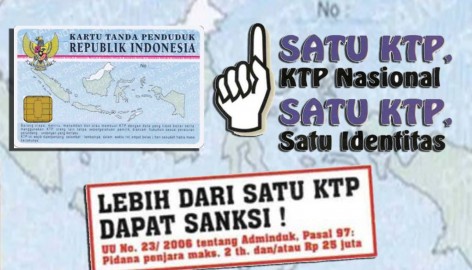 No
KARTU TANDA PENDUDUK
REPUBLIK INDONESIA
SATU KTP,
KTP Nasional
SATU KTP,
Satu Identitas
LEBIH DARI SATU KTP
DAPAT SANKSI !
UU No. 23/ 2006 tentang Adminduk, Pasal 97:
Pidana penjara maks. 2 th. dan/atau Rp 25 juta